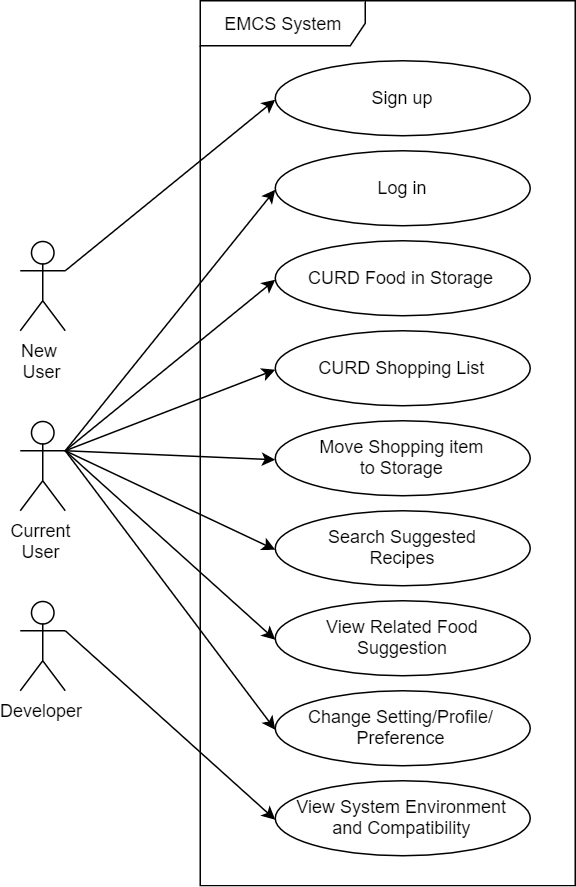 EMCS System
Sign up
Log in
CURD Food in Storage
CURD Shopping List
Move Shopping item
to Storage
Search Suggested
Recipes
View Related Food
Suggestion
Change Setting/Profile/
Preference
View System Environment
and Compatibility
New
User
Current
User
Developer